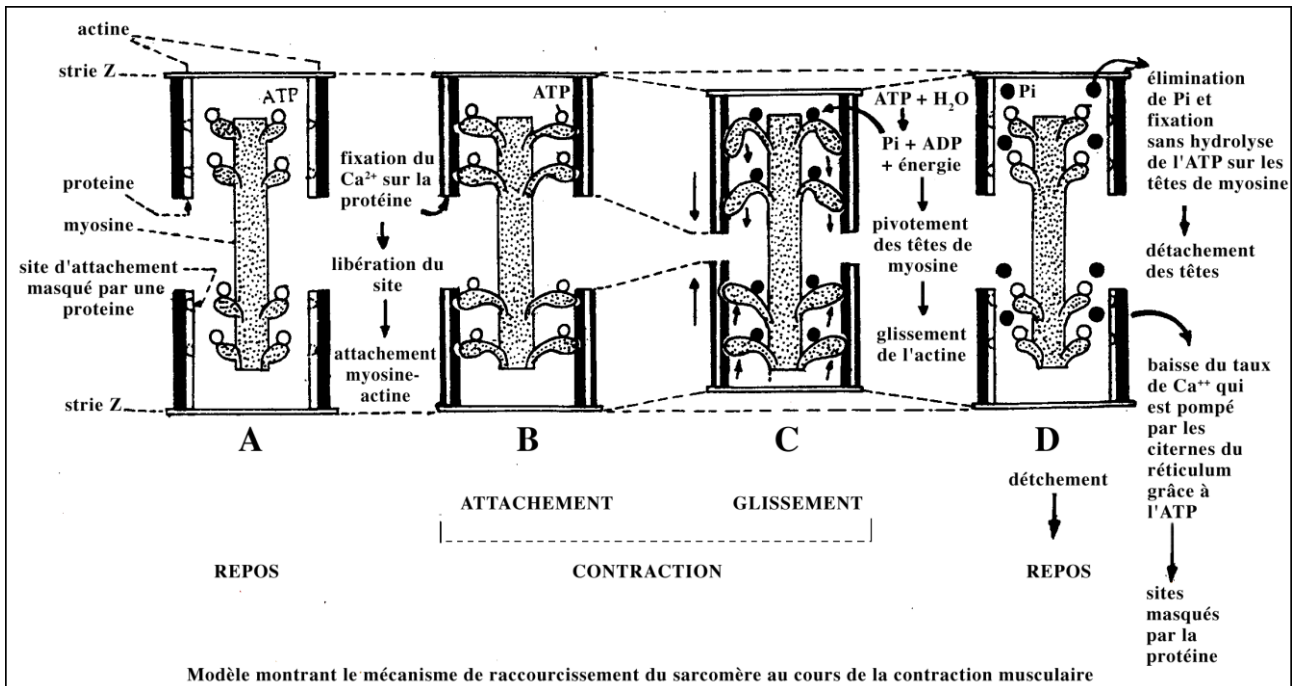 actine
strie Z
ATP
proteine
myosine
site d'attachement
masqué par une
proteine
strie Z
A
fixation du
Ca²⁺ sur la
protéine
libération du
site
attachement
myosine-
actine
ATP
B
ATP + H₂O
Pi + ADP
+ énergie
pivotement
des têtes de
myosine
glissement
de l'actine
C
Pi
D
élimination
de Pi et
fixation
sans hydrolyse
de l'ATP sur les
têtes de myosine
détachement
des têtes
baisse du taux
de Ca⁺⁺ qui
est pompé
par les
citernes du
réticulum
grâce à
l'ATP
sites
masqués
par la
protéine
détchement
ATTACHEMENT
GLISSEMENT
REPOS
CONTRACTION
REPOS
Modèle montrant le mécanisme de raccourcissement du sarcomère au cours de la contraction musculaire